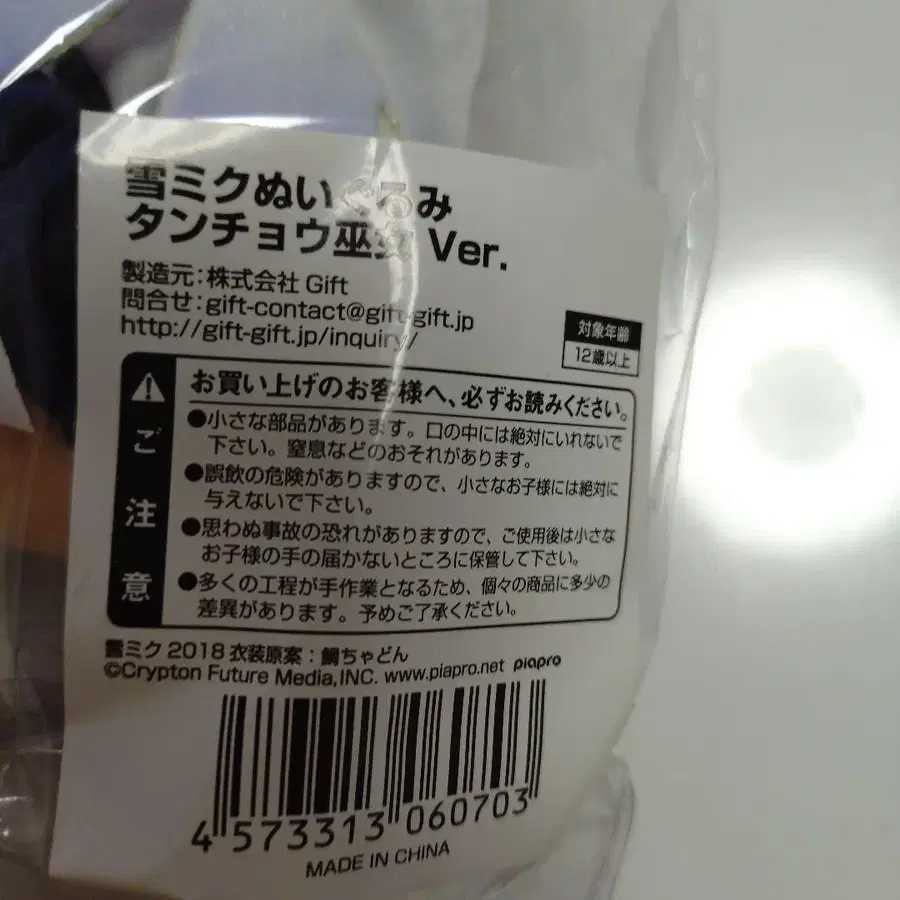 雪ミクぬいぐるみ
タンチョウ巫女 Ver.
製造元：株式会社 Gift
問合せ：gift-contact@gift-gift.jp
http://gift-gift.jp/inquiry/
対象年齢
12歳以上
ご注意
お買い上げのお客様へ、必ずお読みください。
●小さな部品があります。口の中には絶対にいれないで
下さい。窒息などのおそれがあります。
●誤飲の危険がありますので、小さなお子様には絶対に
与えないで下さい。
●思わぬ事故の恐れがありますので、ご使用後は小さな
お子様の手の届かないところに保管して下さい。
●多くの工程が手作業となるため、個々の商品に多少の
差異があります。予めご了承ください。
雪ミク 2018 衣装原案：鯛ちゃどん
©Crypton Future Media,INC. www.piapro.net piapro
4 573313 060703
MADE IN CHINA